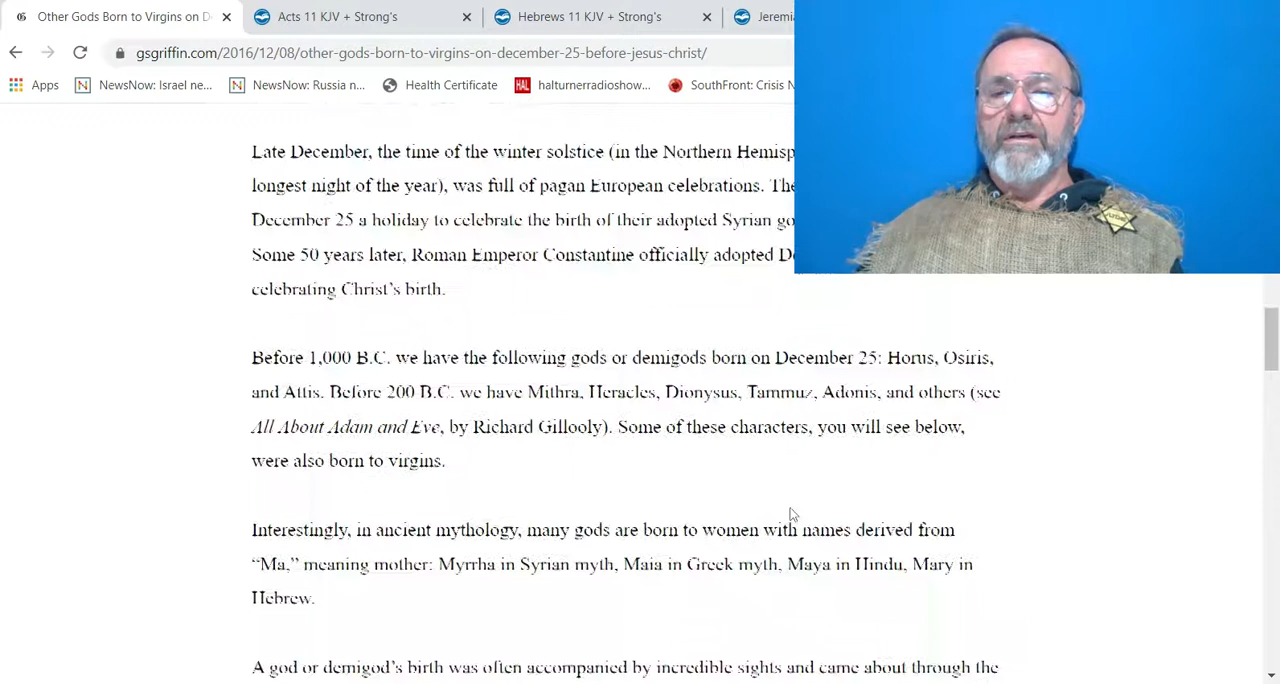 Other Gods Born to Virgins on D
Acts 11 KJV + Strong's
Hebrews 11 KJV + Strong's
Jeremia
gsgriffin.com/2016/12/08/other-gods-born-to-virgins-on-december-25-before-jesus-christ/
Apps
NewsNow: Israel ne...
NewsNow: Russia n...
Health Certificate
HAL
halturnerradioshow...
SouthFront: Crisis N
Late December, the time of the winter solstice (in the Northern Hemisp
longest night of the year), was full of pagan European celebrations. The
December 25 a holiday to celebrate the birth of their adopted Syrian go
Some 50 years later, Roman Emperor Constantine officially adopted De
celebrating Christ's birth.
Before 1,000 B.C. we have the following gods or demigods born on December 25: Horus, Osiris,
and Attis. Before 200 B.C. we have Mithra, Heracles, Dionysus, Tammuz, Adonis, and others (see
All About Adam and Eve, by Richard Gillooly). Some of these characters, you will see below,
were also born to virgins.
Interestingly, in ancient mythology, many gods are born to women with names derived from
“Ma,” meaning mother: Myrrha in Syrian myth, Maia in Greek myth, Maya in Hindu, Mary in
Hebrew.
A god or demigod's birth was often accompanied by incredible sights and came about through the